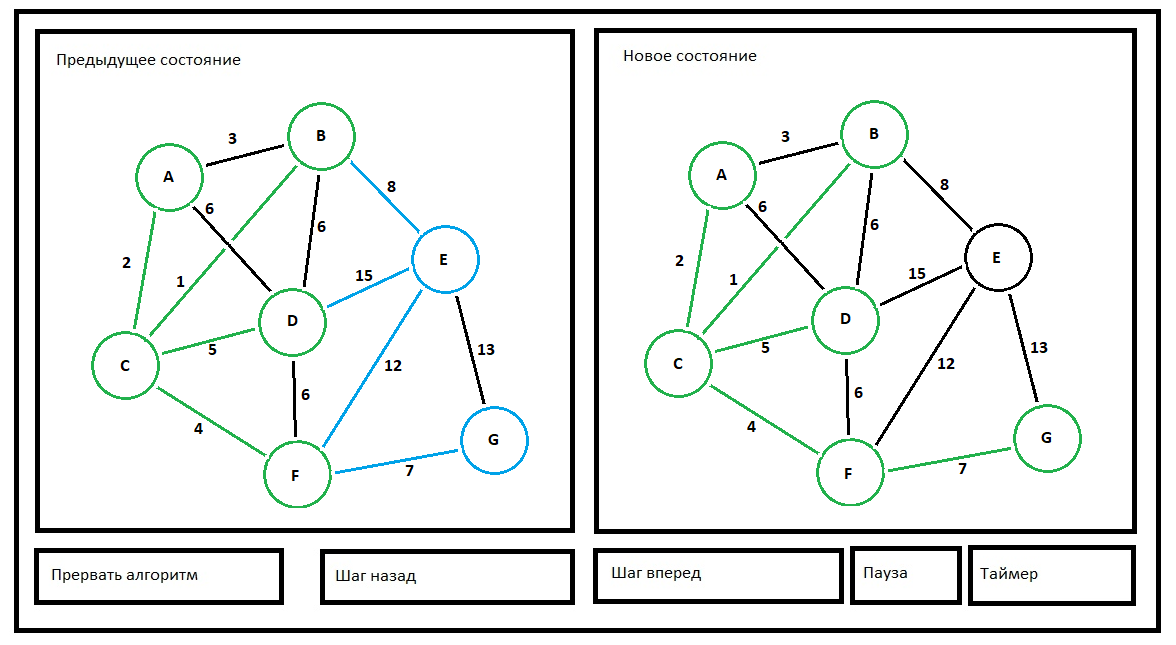 Предыдущее состояние
B
3
A
8
6
6
E
2
15
1
D
5
13
C
12
6
4
G
F
7
Новое состояние
B
3
A
8
6
6
E
2
15
1
D
5
13
C
12
6
4
G
F
7
Прервать алгоритм
Шаг назад
Шаг вперед
Пауза
Таймер